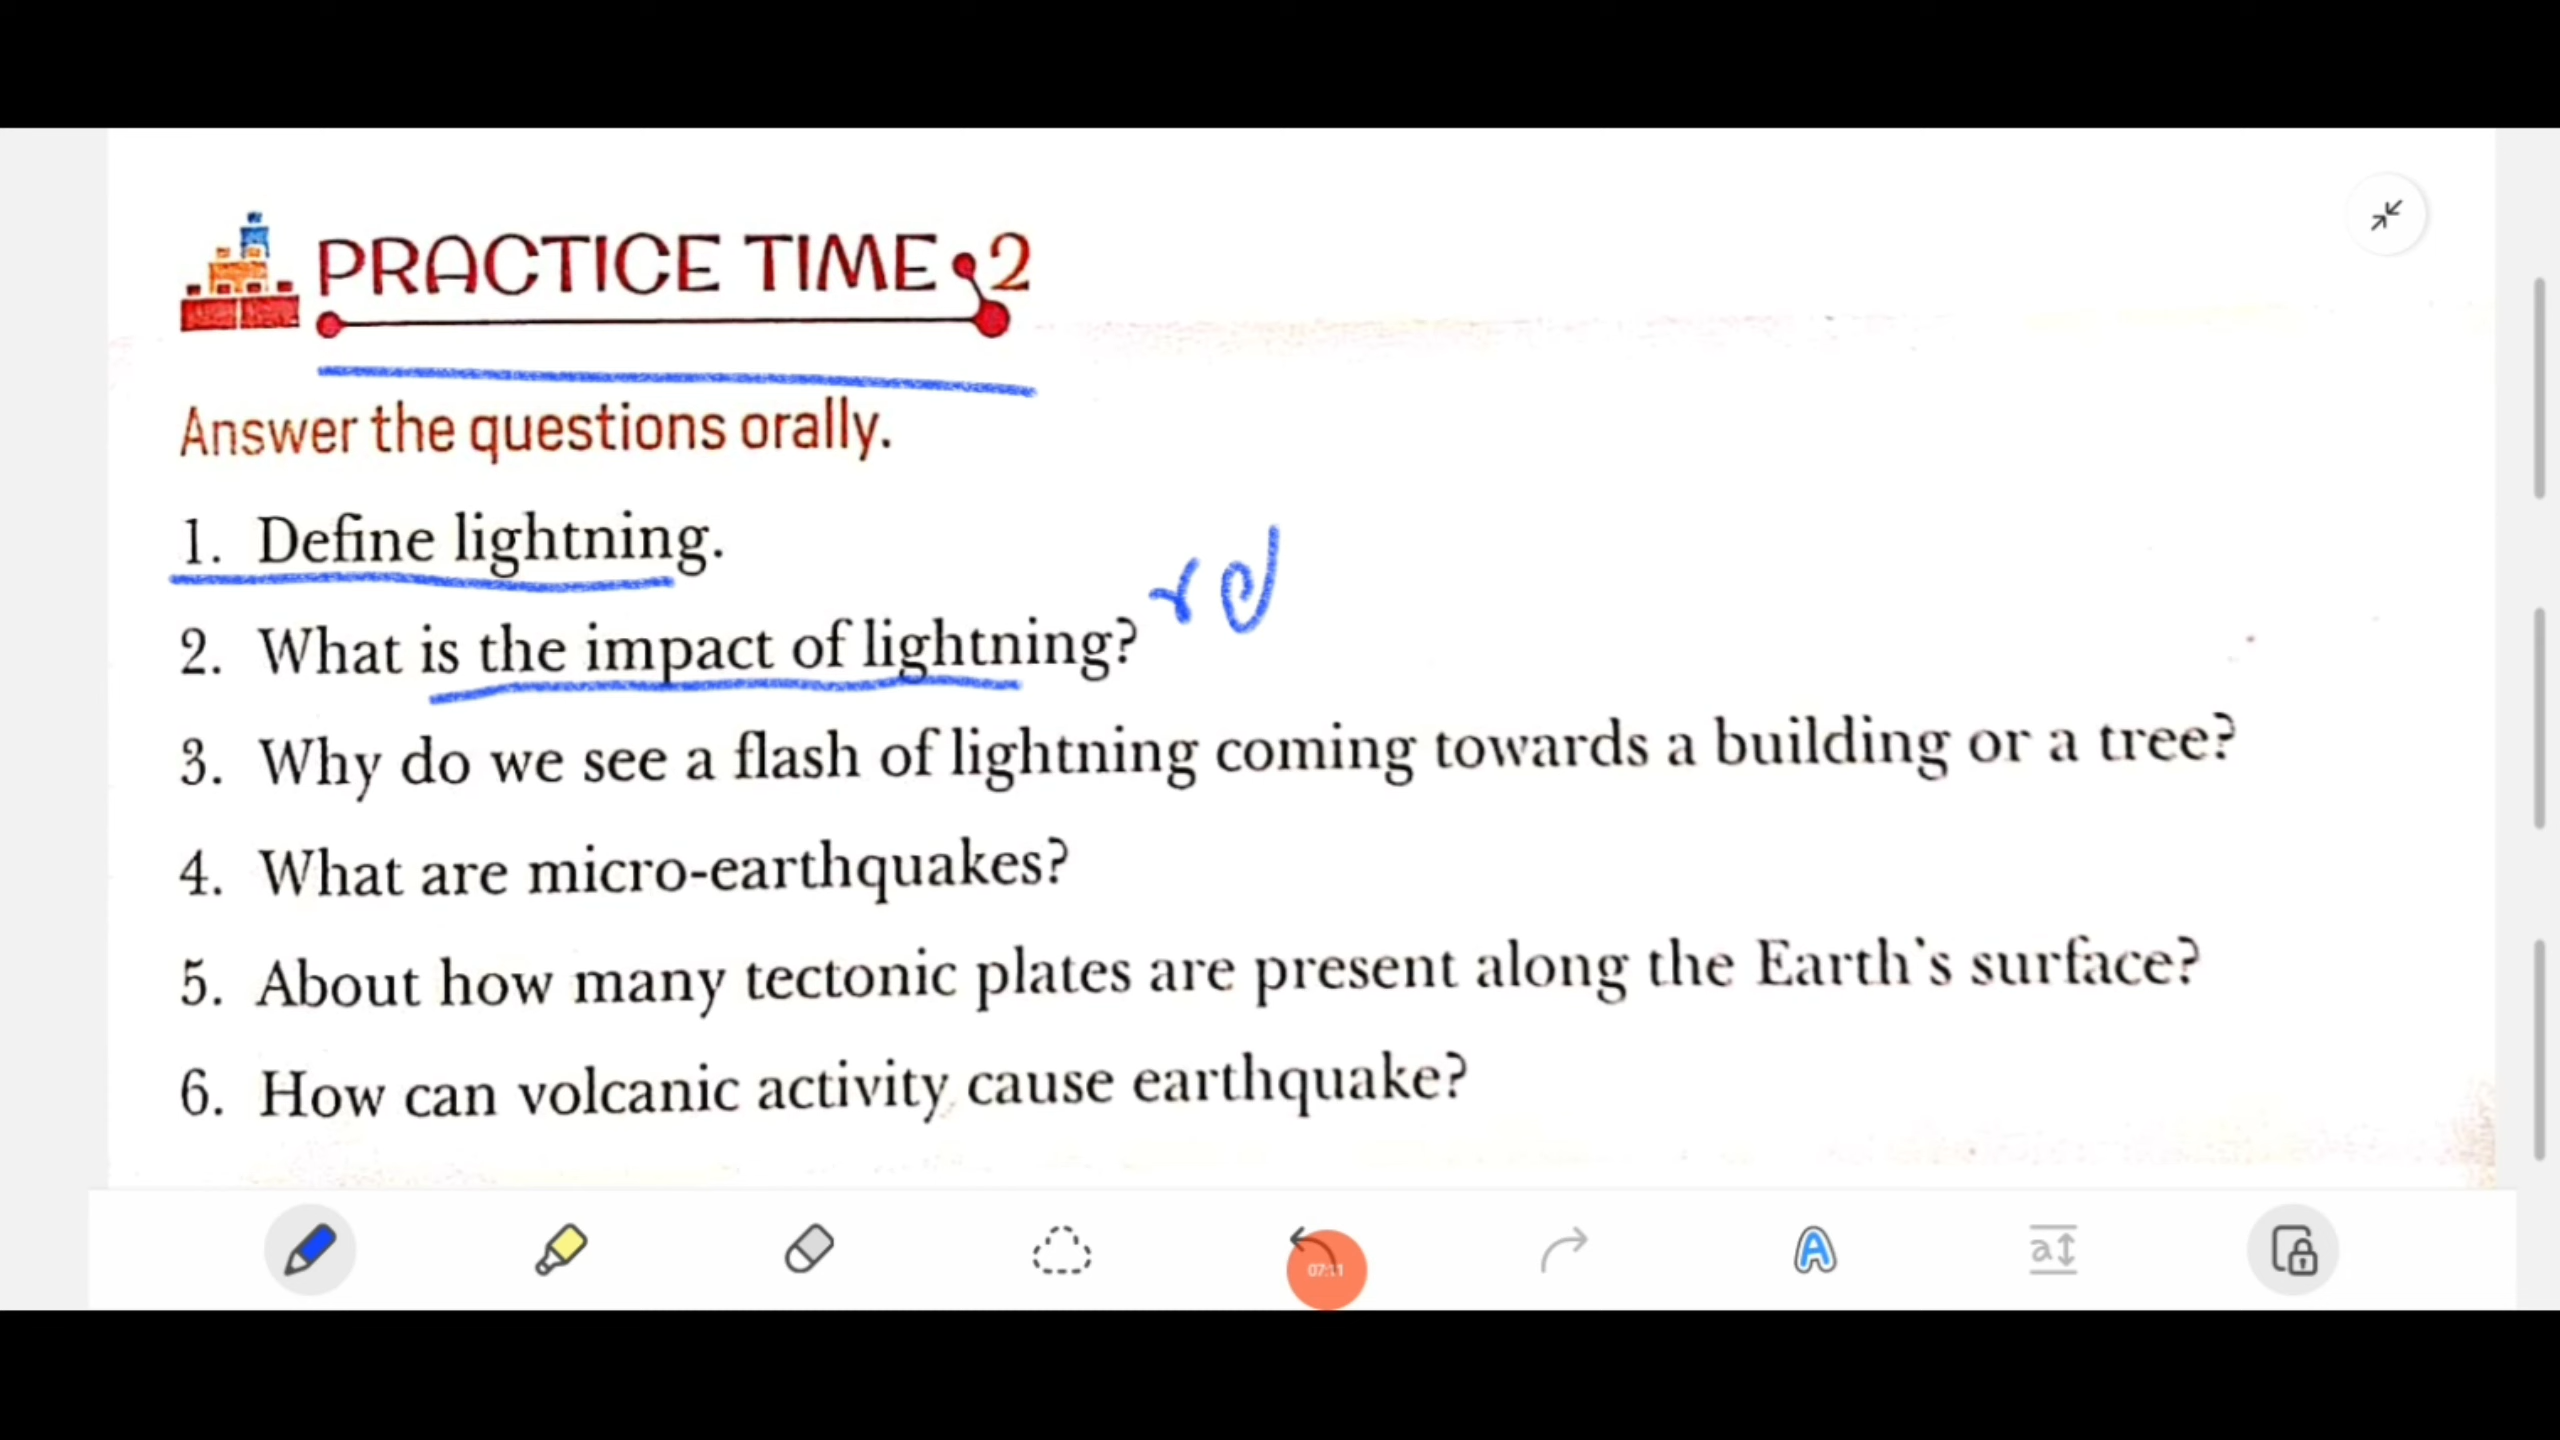 PRACTICE TIME 2
Answer the questions orally.
1. Define lightning.
2. What is the impact of lightning?
3. Why do we see a flash of lightning coming towards a building or a tree?
4. What are micro-earthquakes?
5. About how many tectonic plates are present along the Earth's surface?
6. How can volcanic activity cause earthquake?
07:11